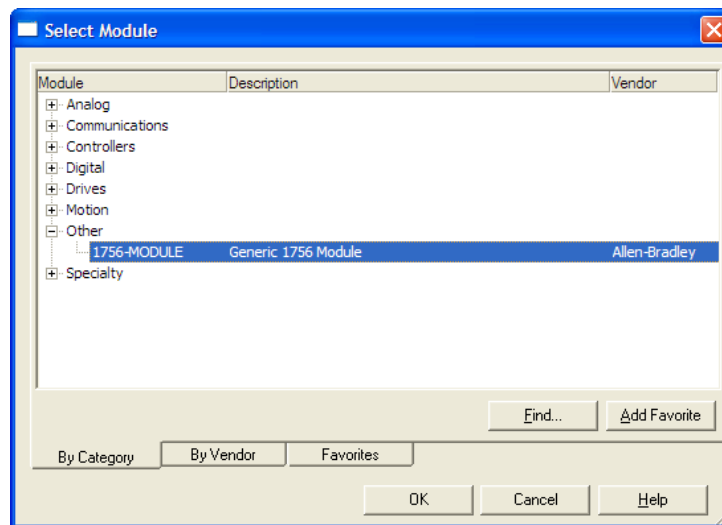 Select Module
Module Description Vendor
Analog
Communications
Controllers
Digital
Drives
Motion
Other
1756-MODULE Generic 1756 Module Allen-Bradley
Specialty
Find... Add Favorite
By Category By Vendor Favorites
OK Cancel Help